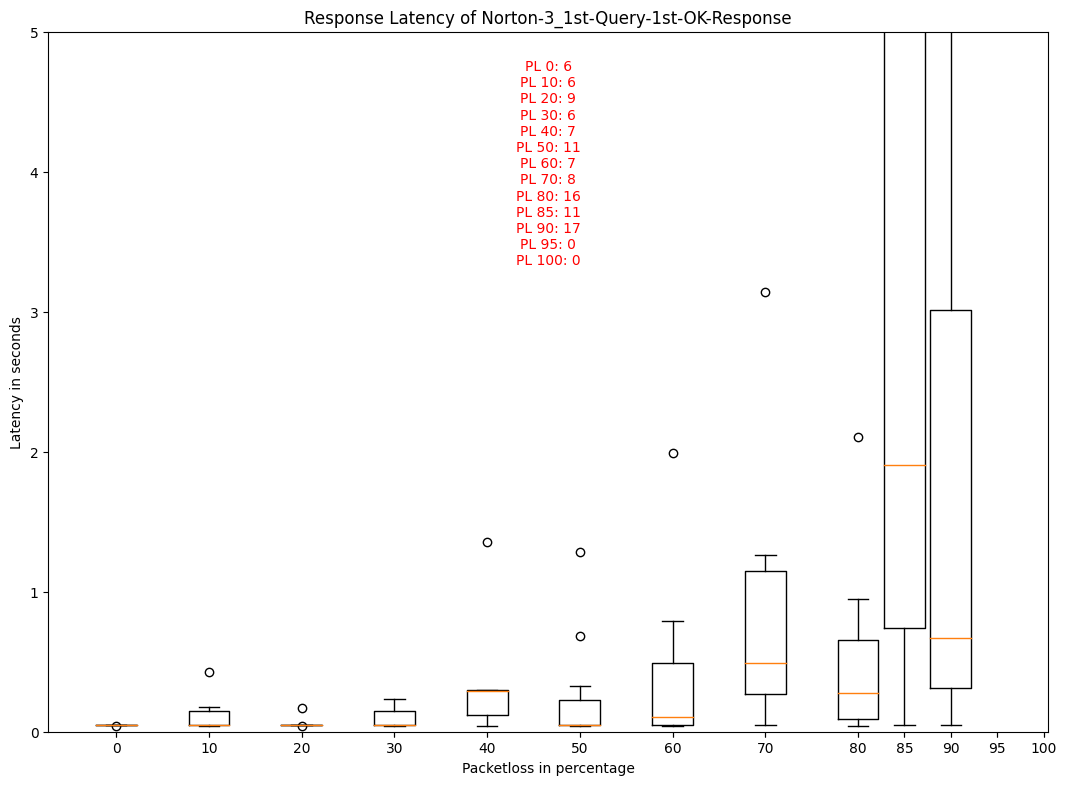 Response Latency of Norton-3_1st-Query-1st-OK-Response
5
4
3
2
1
0
Latency in seconds
PL 0: 6
PL 10: 6
PL 20: 9
PL 30: 6
PL 40: 7
PL 50: 11
PL 60: 7
PL 70: 8
PL 80: 16
PL 85: 11
PL 90: 17
PL 95: 0
PL 100: 0
0 10 20 30 40 50 60 70 80 85 90 95 100
Packetloss in percentage